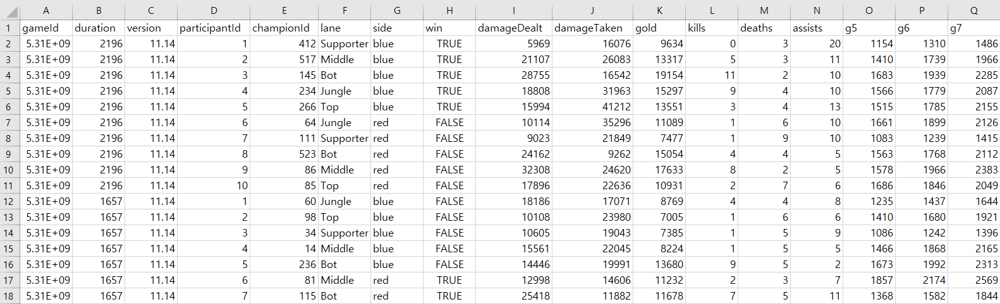 A B C D E F G H I J K L M N O P Q
1 gameId duration version participantId championId lane side win damageDealt damageTaken gold kills deaths assists g5 g6 g7
2 5.31E+09 2196 11.14 1 412 Supporter blue TRUE 5969 16076 9634 0 3 20 1154 1310 1486
3 5.31E+09 2196 11.14 2 517 Middle blue TRUE 21107 26083 13317 5 3 11 1410 1739 1966
4 5.31E+09 2196 11.14 3 145 Bot blue TRUE 28755 16542 19154 11 2 10 1683 1939 2285
5 5.31E+09 2196 11.14 4 234 Jungle blue TRUE 18808 31963 15297 9 4 10 1566 1779 2087
6 5.31E+09 2196 11.14 5 266 Top blue TRUE 15994 41212 13551 3 4 13 1515 1785 2155
7 5.31E+09 2196 11.14 6 64 Jungle red FALSE 10114 35296 11089 1 6 10 1661 1899 2126
8 5.31E+09 2196 11.14 7 111 Supporter red FALSE 9023 21849 7477 1 9 10 1083 1239 1415
9 5.31E+09 2196 11.14 8 523 Bot red FALSE 24162 9262 15054 4 4 5 1563 1768 2112
10 5.31E+09 2196 11.14 9 86 Middle red FALSE 32308 24620 17633 8 2 5 1578 1966 2383
11 5.31E+09 2196 11.14 10 85 Top red FALSE 17896 22636 10931 2 7 6 1686 1846 2049
12 5.31E+09 1657 11.14 1 60 Jungle blue FALSE 18186 17071 8769 4 4 8 1235 1437 1644
13 5.31E+09 1657 11.14 2 98 Top blue FALSE 10108 23980 7005 1 6 6 1410 1680 1921
14 5.31E+09 1657 11.14 3 34 Supporter blue FALSE 10605 19043 7385 1 5 9 1086 1242 1396
15 5.31E+09 1657 11.14 4 14 Middle blue FALSE 15561 22045 8224 1 5 5 1466 1868 2165
16 5.31E+09 1657 11.14 5 236 Bot blue FALSE 14446 19991 13680 9 5 2 1673 1992 2313
17 5.31E+09 1657 11.14 6 81 Middle red TRUE 12998 14606 11232 2 3 7 1857 2174 2569
18 5.31E+09 1657 11.14 7 115 Bot red TRUE 25418 11882 11678 7 5 11 1368 1582 1844